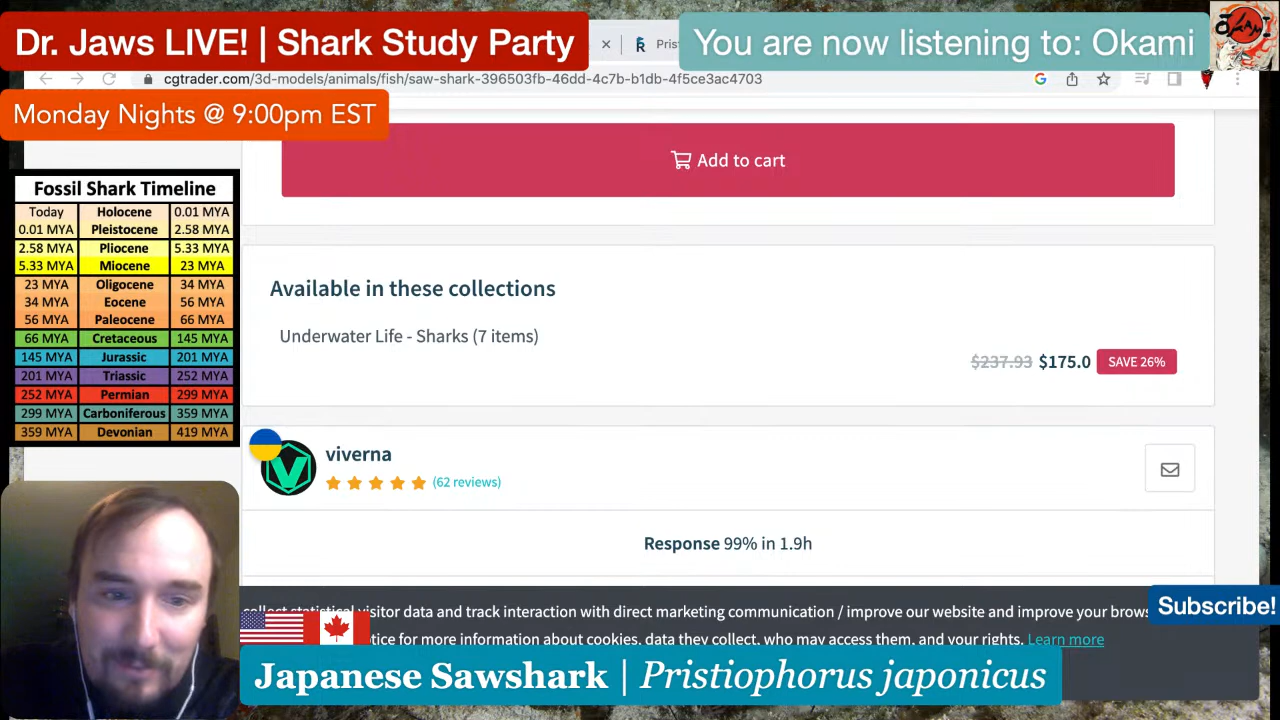 Dr. Jaws LIVE! | Shark Study Party
You are now listening to: Okami
ōkami
Pris
cgtrader.com/3d-models/animals/fish/saw-shark-396503fb-46dd-4c7b-b1db-4f5ce3ac4703
Monday Nights @ 9:00pm EST
Add to cart
Fossil Shark Timeline
Today Holocene 0.01 MYA
0.01 MYA Pleistocene 2.58 MYA
2.58 MYA Pliocene 5.33 MYA
5.33 MYA Miocene 23 MYA
23 MYA Oligocene 34 MYA
34 MYA Eocene 56 MYA
56 MYA Paleocene 66 MYA
66 MYA Cretaceous 145 MYA
145 MYA Jurassic 201 MYA
201 MYA Triassic 252 MYA
252 MYA Permian 299 MYA
299 MYA Carboniferous 359 MYA
359 MYA Devonian 419 MYA
Available in these collections
Underwater Life - Sharks (7 items)
$237.93 $175.0 SAVE 26%
viverna
(62 reviews)
Response 99% in 1.9h
collect statistical visitor data and track interaction with direct marketing communication / improve our website and improve your brows
Subscribe!
tice for more information about cookies, data they collect, who may access them, and your rights. Learn more
Japanese Sawshark | Pristiophorus japonicus